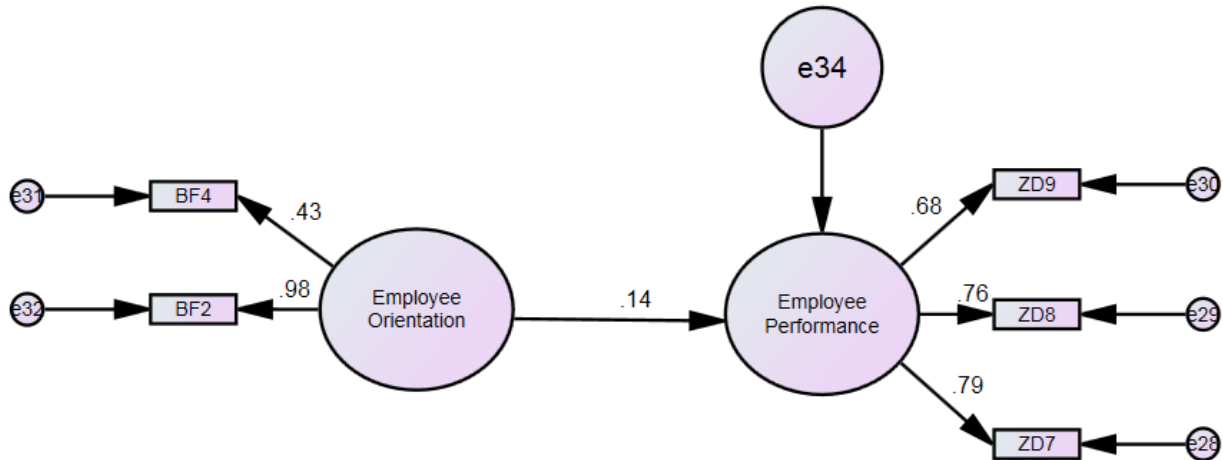 e34
e31
BF4
.43
.68
ZD9
e30
e32
BF2
.98
Employee
Orientation
.14
Employee
Performance
.76
ZD8
e29
.79
ZD7
e28